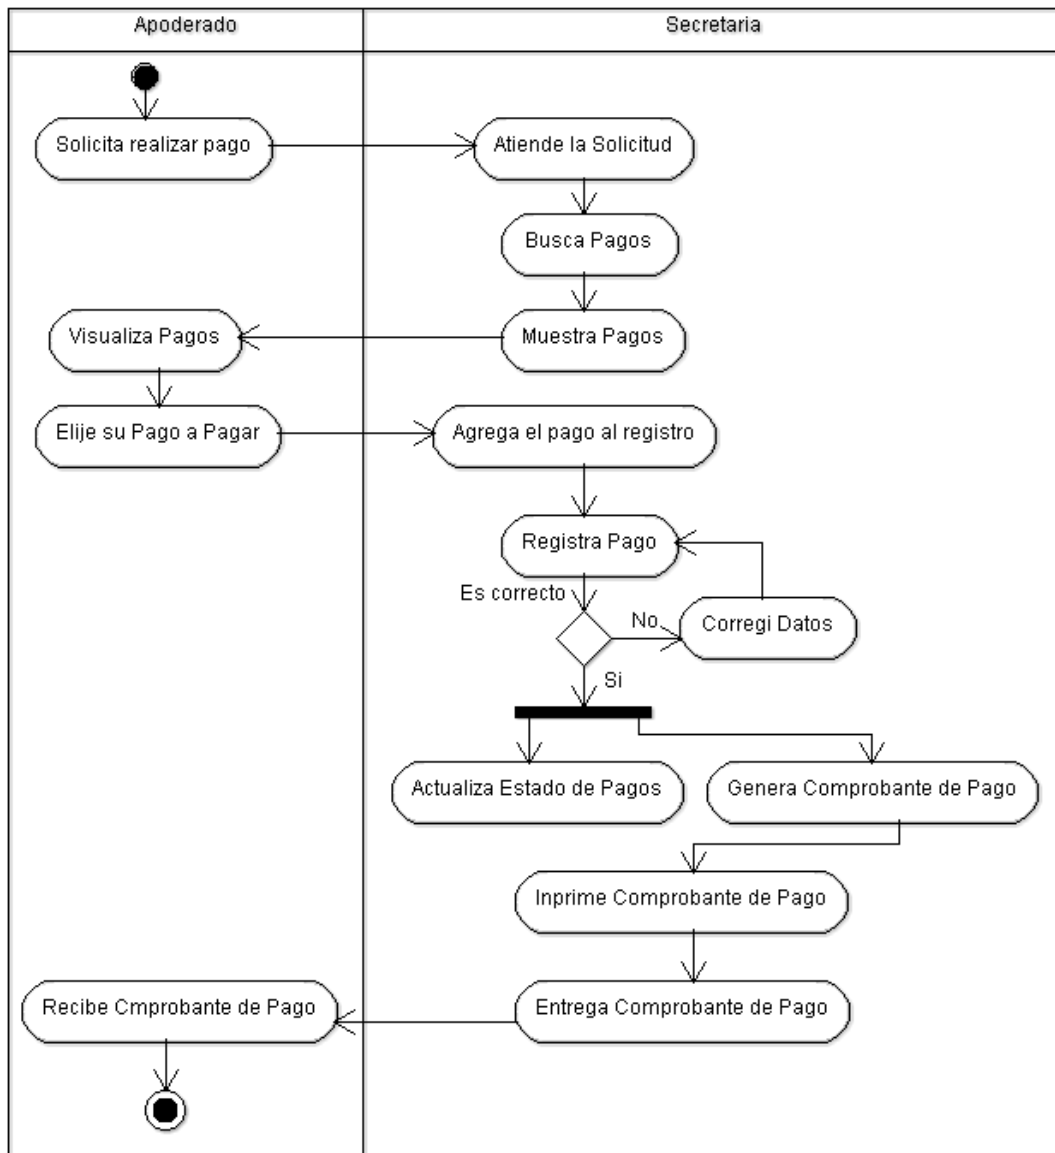 Apoderado
Secretaria
Solicita realizar pago
Atiende la Solicitud
Busca Pagos
Visualiza Pagos
Muestra Pagos
Elije su Pago a Pagar
Agrega el pago al registro
Registra Pago
Es correcto
No
Corregi Datos
Si
Actualiza Estado de Pagos
Genera Comprobante de Pago
Inprime Comprobante de Pago
Recibe Cmprobante de Pago
Entrega Comprobante de Pago